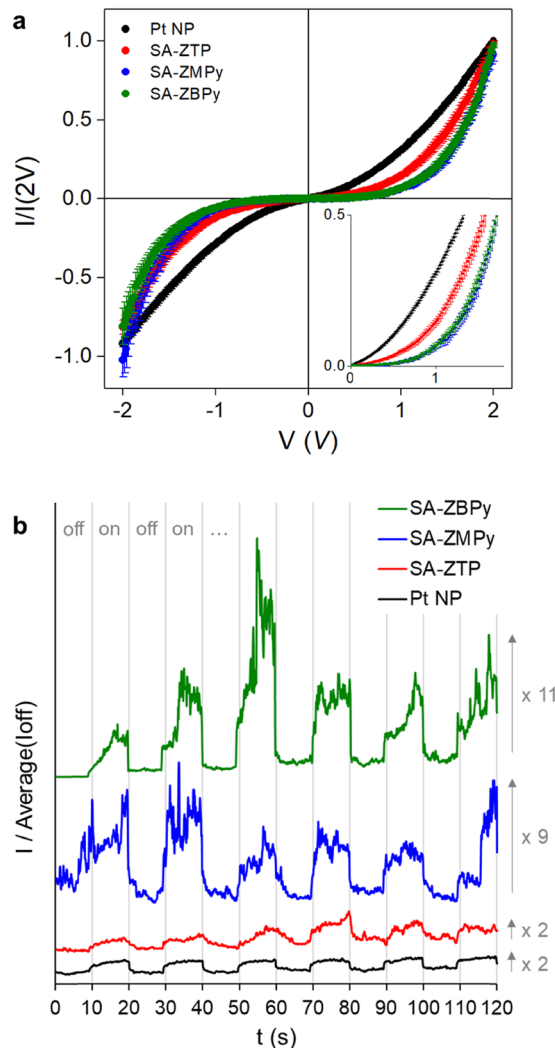 a
Pt NP
SA-ZTP
SA-ZMPy
SA-ZBPy
I/I(2V)
1.0
0.5
0.0
-0.5
-1.0
0.5
0.0
0 1
-2 -1 0 1 2
V (V)
b
off on off on ...
SA-ZBPy
SA-ZMPy
SA-ZTP
Pt NP
x 11
x 9
x 2
x 2
I / Average(Ioff)
0 10 20 30 40 50 60 70 80 90 100 110 120
t (s)